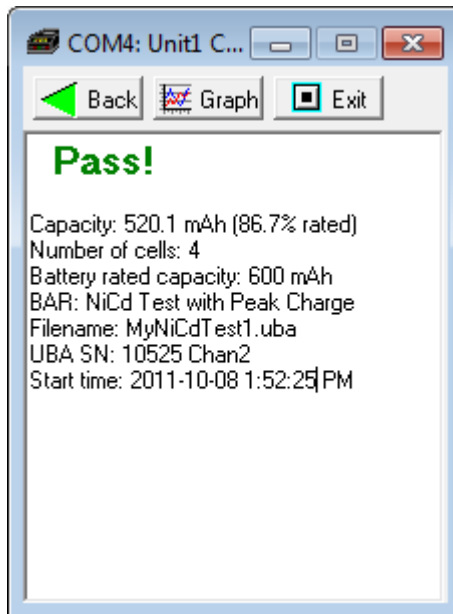 COM4: Unit1 C...
Back Graph Exit
Pass!
Capacity: 520.1 mAh (86.7% rated)
Number of cells: 4
Battery rated capacity: 600 mAh
BAR: NiCd Test with Peak Charge
Filename: MyNiCdTest1.uba
UBA SN: 10525 Chan2
Start time: 2011-10-08 1:52:25 PM